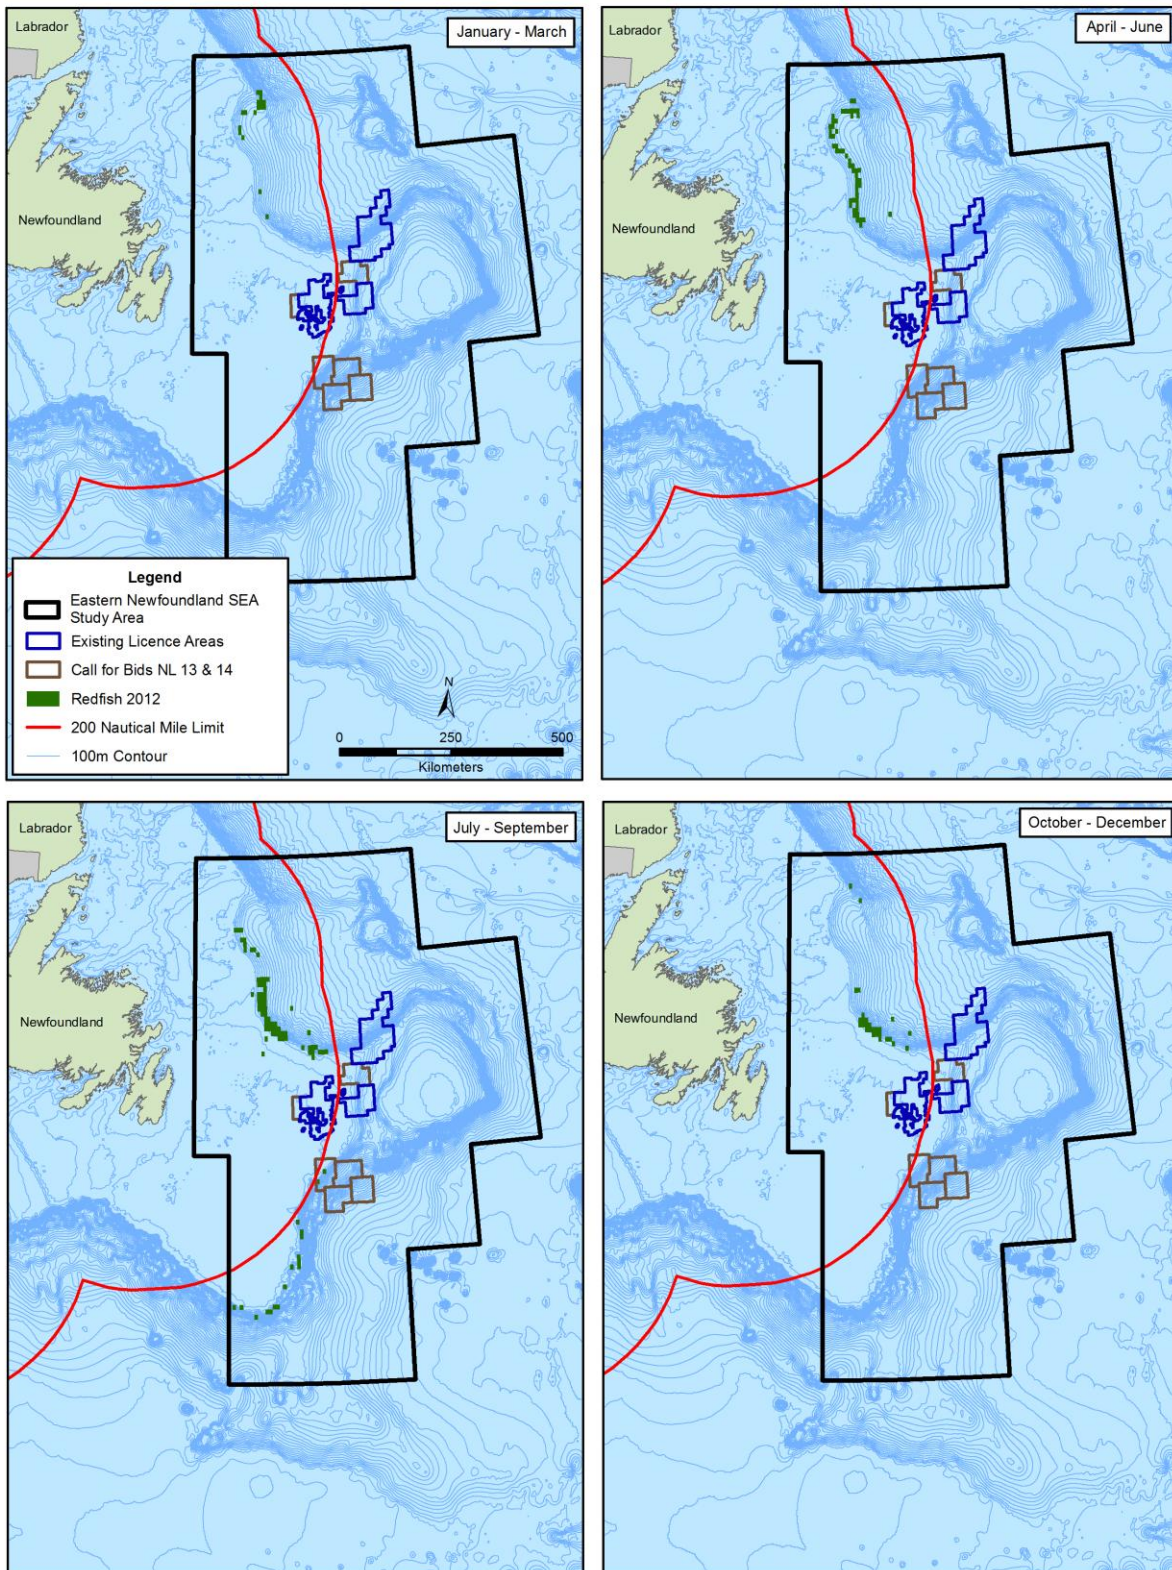 Labrador
January - March
Newfoundland
Legend
Eastern Newfoundland SEA
Study Area
Existing Licence Areas
Call for Bids NL 13 & 14
Redfish 2012
200 Nautical Mile Limit
100m Contour
N
0 250 500
Kilometers
Labrador
April - June
Newfoundland
Labrador
July - September
Newfoundland
Labrador
October - December
Newfoundland